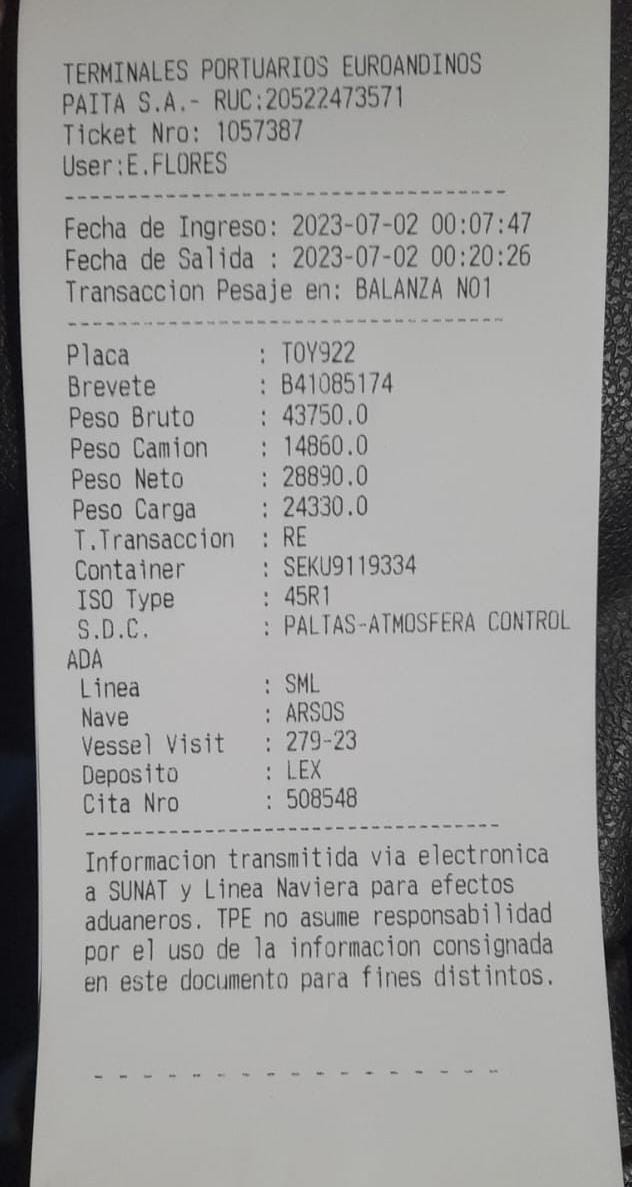 TERMINALES PORTUARIOS EUROANDINOS
PAITA S.A.- RUC:20522473571
Ticket Nro: 1057387
User:E.FLORES
Fecha de Ingreso: 2023-07-02 00:07:47
Fecha de Salida : 2023-07-02 00:20:26
Transaccion Pesaje en: BALANZA NO1
Placa : T0Y922
Brevete : B41085174
Peso Bruto : 43750.0
Peso Camion : 14860.0
Peso Neto : 28890.0
Peso Carga : 24330.0
T.Transaccion : RE
Container : SEKU9119334
ISO Type : 45R1
S.D.C. : PALTAS-ATMOSFERA CONTROL
ADA
Linea : SML
Nave : ARSOS
Vessel Visit : 279-23
Deposito : LEX
Cita Nro : 508548
Informacion transmitida via electronica
a SUNAT y Linea Naviera para efectos
aduaneros. TPE no asume responsabilidad
por el uso de la informacion consignada
en este documento para fines distintos.